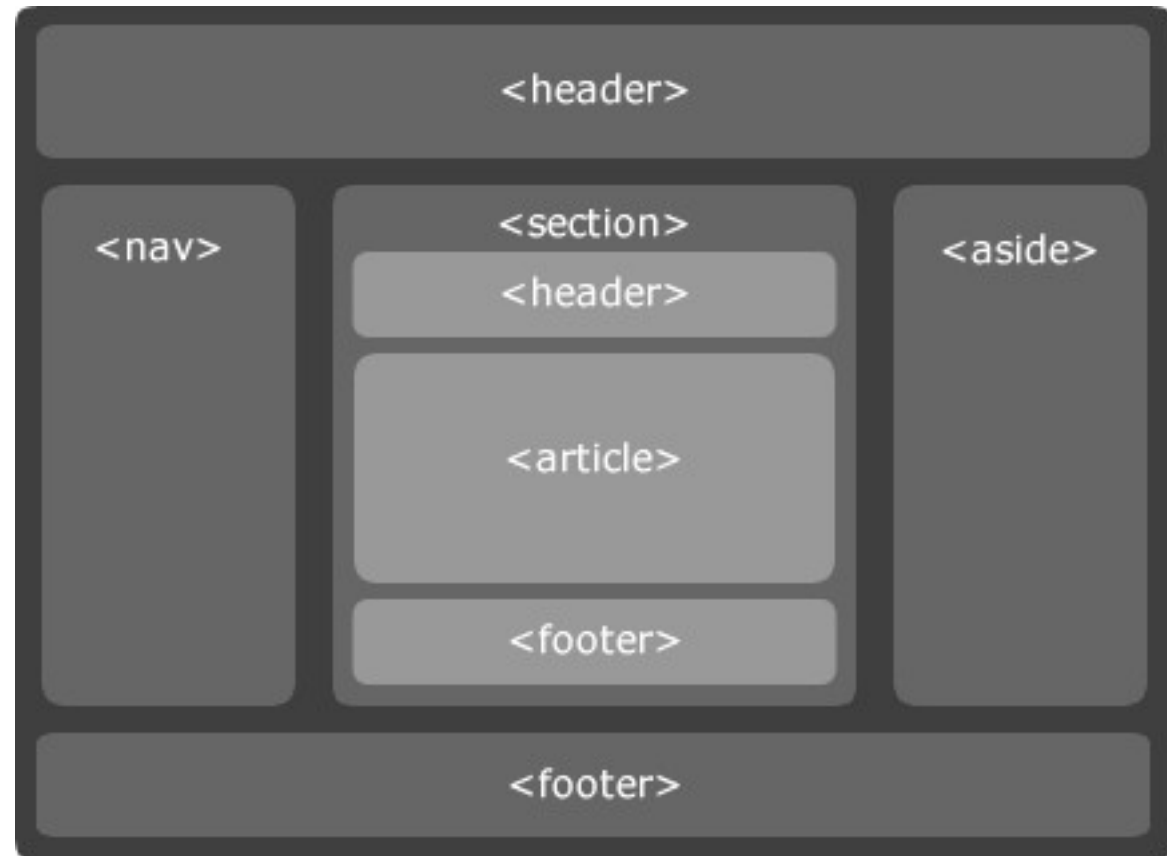 <header>
<nav>
<section>
<header>
<article>
<footer>
<aside>
<footer>